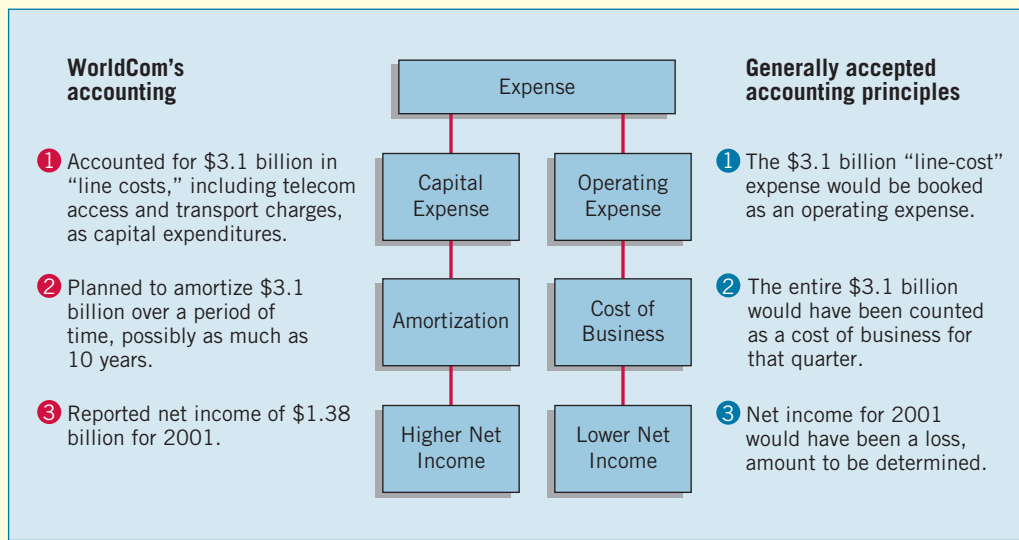 WorldCom's
accounting
1 Accounted for $3.1 billion in
"line costs," including telecom
access and transport charges,
as capital expenditures.
2 Planned to amortize $3.1
billion over a period of
time, possibly as much as
10 years.
3 Reported net income of $1.38
billion for 2001.
Expense
Capital
Expense
Operating
Expense
Amortization
Cost of
Business
Higher Net
Income
Lower Net
Income
Generally accepted
accounting principles
1 The $3.1 billion "line-cost"
expense would be booked
as an operating expense.
2 The entire $3.1 billion
would have been counted
as a cost of business for
that quarter.
3 Net income for 2001
would have been a loss,
amount to be determined.